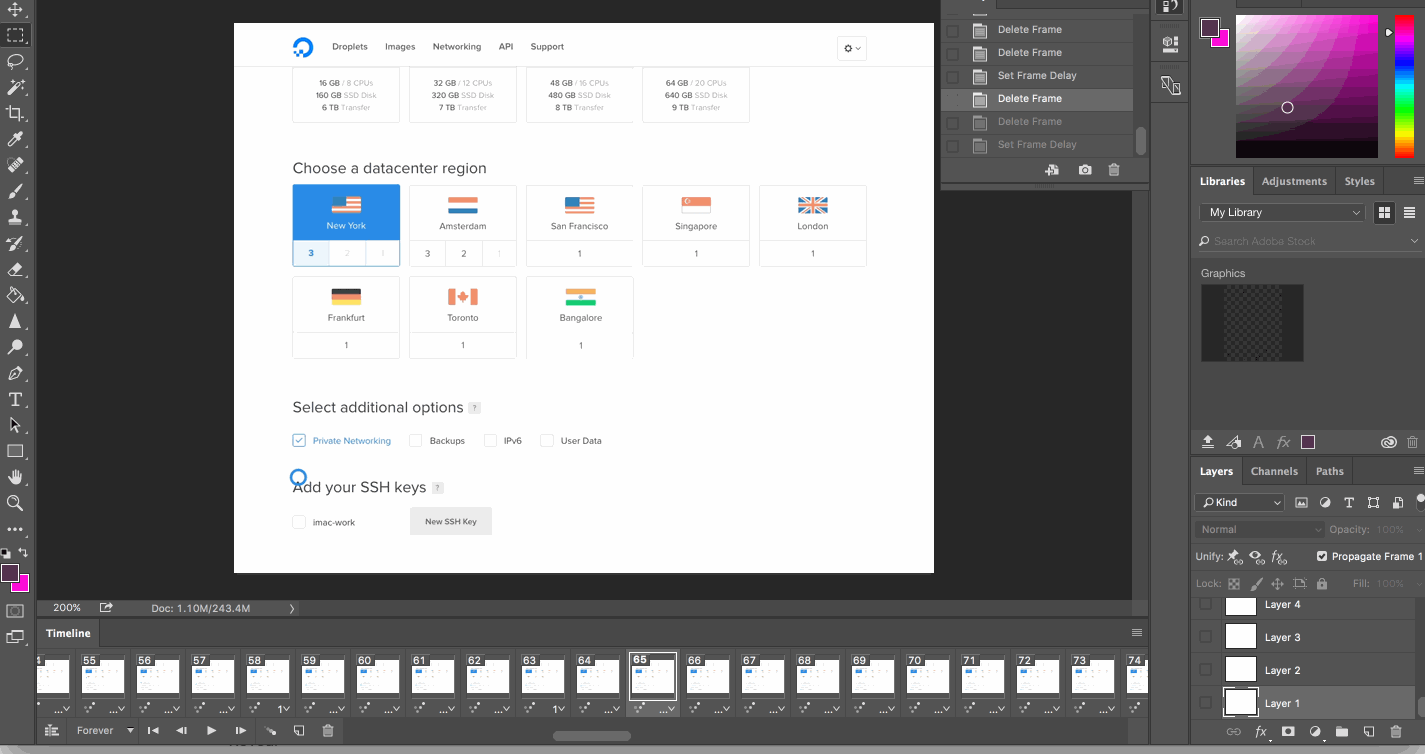 Droplets Images Networking API Support
16 GB / 8 CPUs
160 GB SSD Disk
6 TB Transfer
32 GB / 12 CPUs
320 GB SSD Disk
7 TB Transfer
48 GB / 16 CPUs
480 GB SSD Disk
8 TB Transfer
64 GB / 20 CPUs
640 GB SSD Disk
9 TB Transfer
Choose a datacenter region
New York
3 2 1
Amsterdam
3 2 1
San Francisco
1
Singapore
1
London
1
Frankfurt
1
Toronto
1
Bangalore
1
Select additional options ?
Private Networking Backups IPv6 User Data
Add your SSH keys ?
imac-work New SSH Key
Delete Frame
Delete Frame
Set Frame Delay
Delete Frame
Delete Frame
Set Frame Delay
Libraries Adjustments Styles
My Library
Search Adobe Stock
Graphics
Layers Channels Paths
Kind
Normal Opacity: 100%
Unify: Propagate Frame 1
Lock: Fill: 100%
Layer 4
Layer 3
Layer 2
Layer 1
200% Doc: 1.10M/243.4M
Timeline
4 55 56 57 58 59 60 61 62 63 64 65 66 67 68 69 70 71 72 73 74
Forever